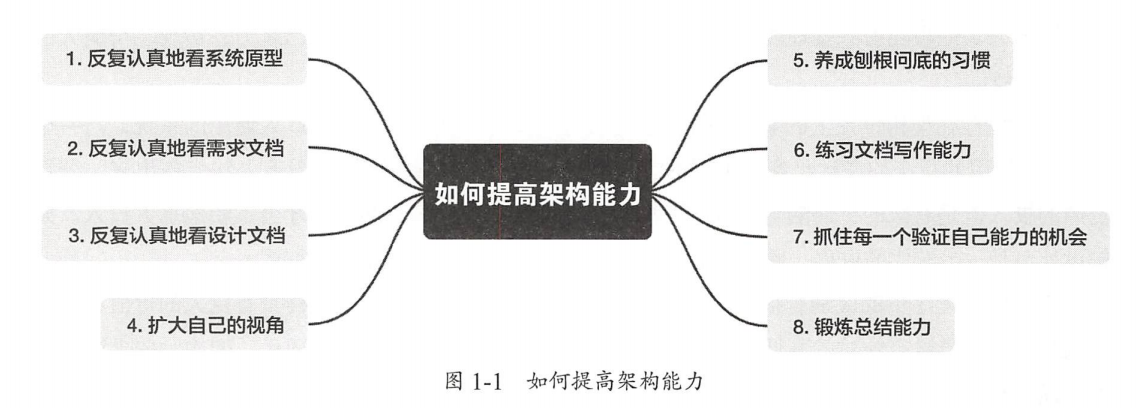 1. 反复认真地看系统原型
2. 反复认真地看需求文档
3. 反复认真地看设计文档
4. 扩大自己的视角
如何提高架构能力
5. 养成刨根问底的习惯
6. 练习文档写作能力
7. 抓住每一个验证自己能力的机会
8. 锻炼总结能力
图 1-1 如何提高架构能力